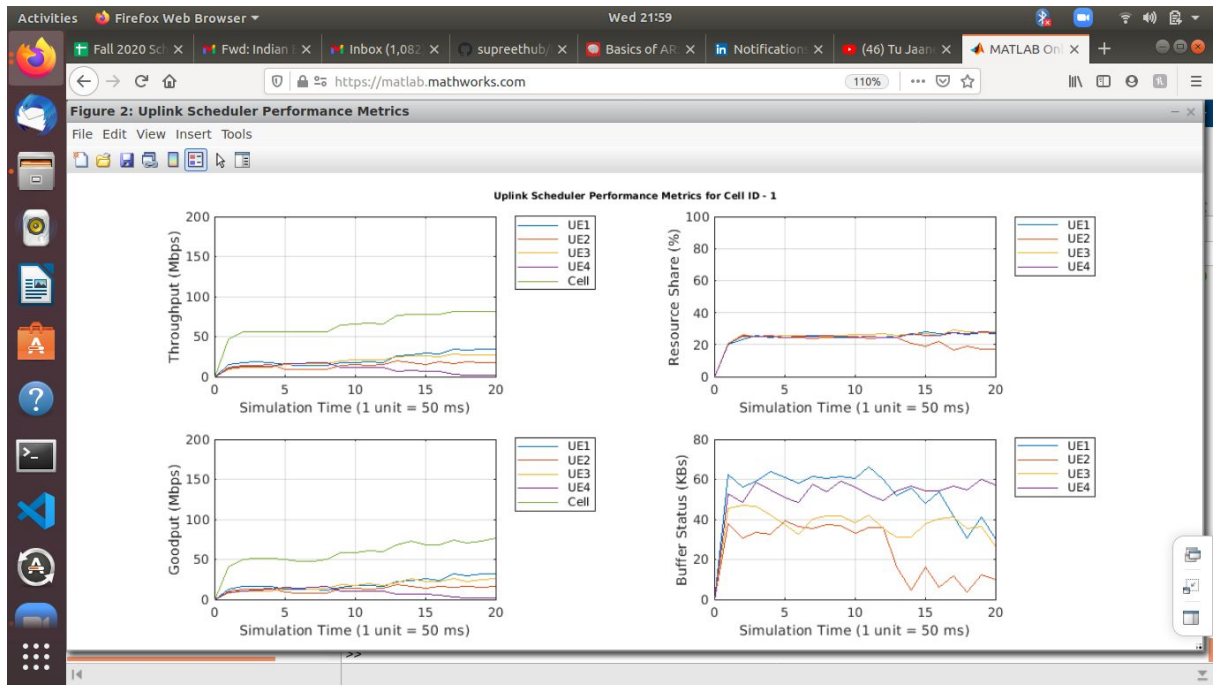 Activities Firefox Web Browser Wed 21:59
Fall 2020 Sch Fwd: Indian Inbox (1,082 supreethub/ Basics of AR Notification (46) Tu Jaan MATLAB Onl
https://matlab.mathworks.com 110%
Figure 2: Uplink Scheduler Performance Metrics
File Edit View Insert Tools
Uplink Scheduler Performance Metrics for Cell ID - 1
Throughput (Mbps)
200
150
100
50
0
0 5 10 15 20
Simulation Time (1 unit = 50 ms)
UE1
UE2
UE3
UE4
Cell
Resource Share (%)
100
80
60
40
20
0
0 5 10 15 20
Simulation Time (1 unit = 50 ms)
UE1
UE2
UE3
UE4
Goodput (Mbps)
200
150
100
50
0
0 5 10 15 20
Simulation Time (1 unit = 50 ms)
UE1
UE2
UE3
UE4
Cell
Buffer Status (KBs)
80
60
40
20
0
0 5 10 15 20
Simulation Time (1 unit = 50 ms)
UE1
UE2
UE3
UE4
>>